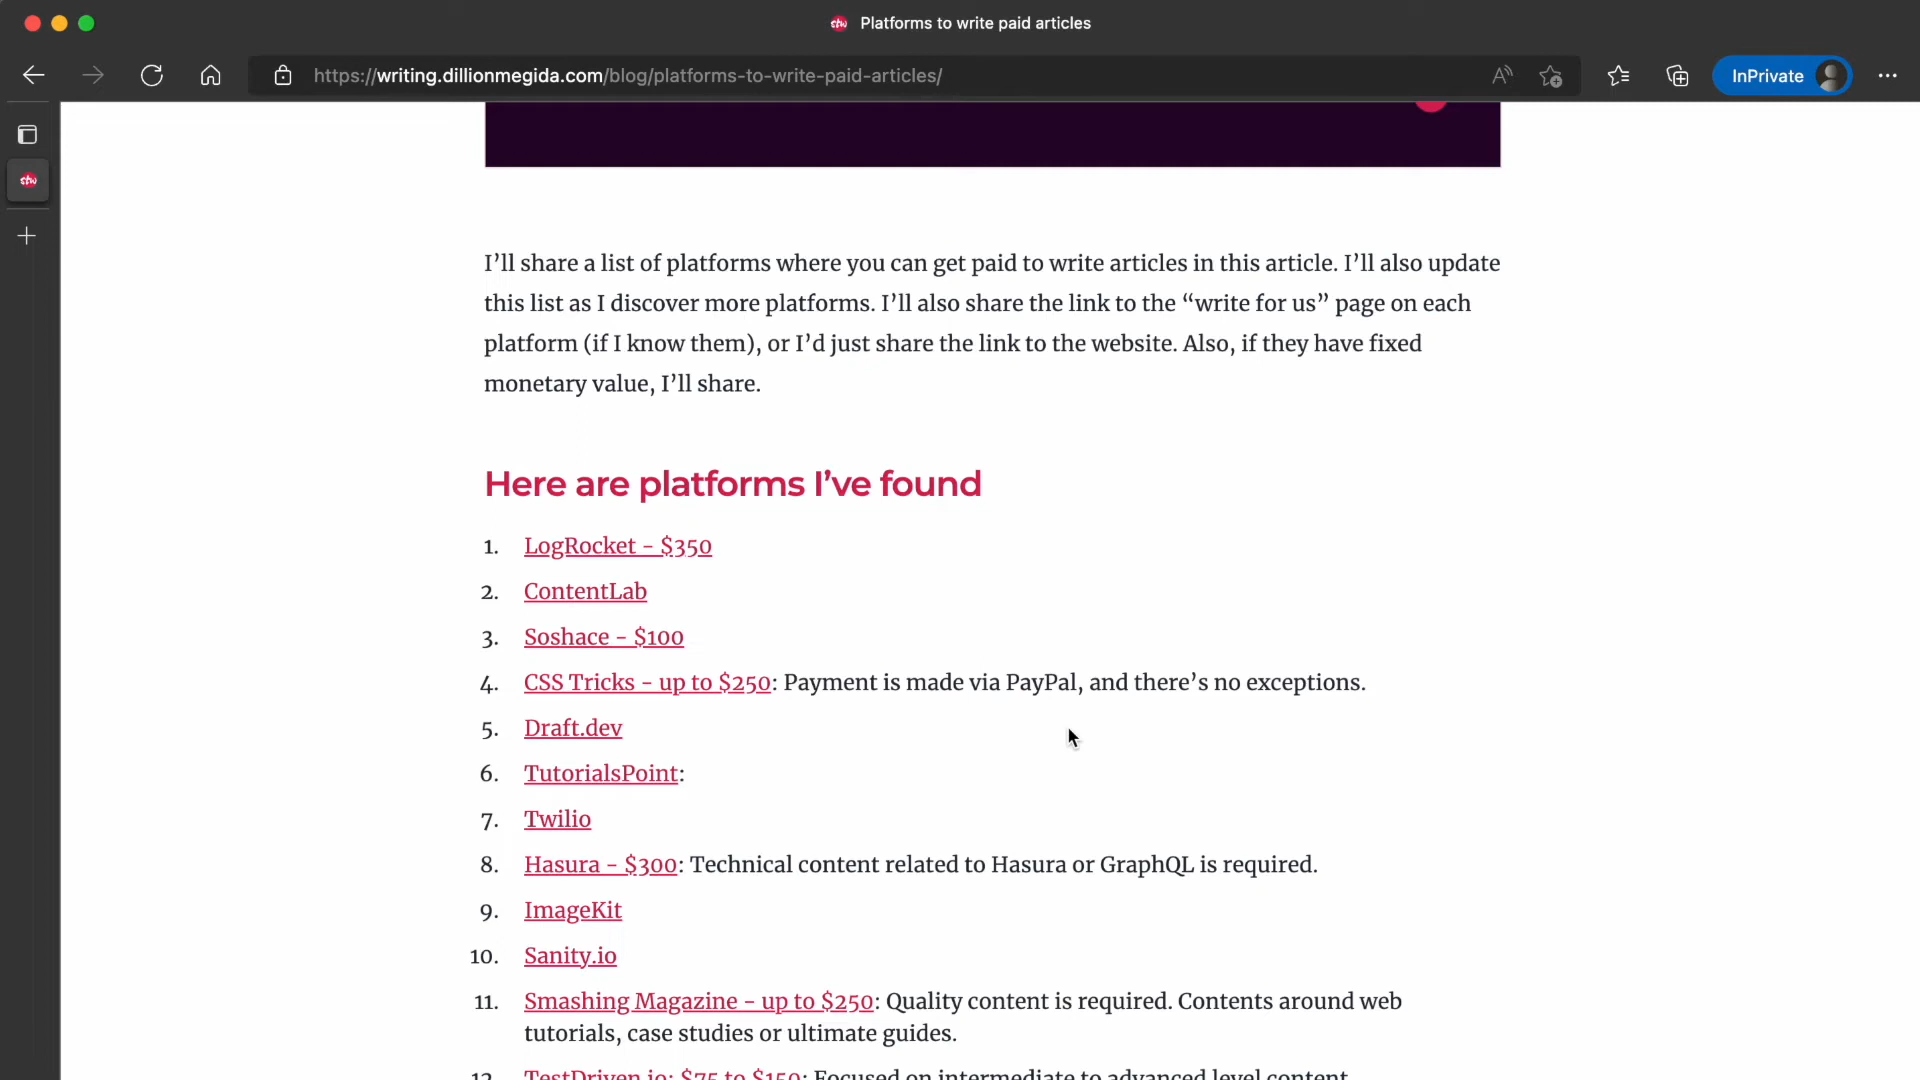 stw Platforms to write paid articles
https://writing.dillionmegida.com/blog/platforms-to-write-paid-articles/
InPrivate
stw
I’ll share a list of platforms where you can get paid to write articles in this article. I’ll also update
this list as I discover more platforms. I’ll also share the link to the “write for us” page on each
platform (if I know them), or I’d just share the link to the website. Also, if they have fixed
monetary value, I’ll share.
Here are platforms I’ve found
1. LogRocket - $350
2. ContentLab
3. Soshace - $100
4. CSS Tricks - up to $250: Payment is made via PayPal, and there’s no exceptions.
5. Draft.dev
6. TutorialsPoint:
7. Twilio
8. Hasura - $300: Technical content related to Hasura or GraphQL is required.
9. ImageKit
10. Sanity.io
11. Smashing Magazine - up to $250: Quality content is required. Contents around web
tutorials, case studies or ultimate guides.
12. TestDriven.io: $75 to $150: Focused on intermediate to advanced level content